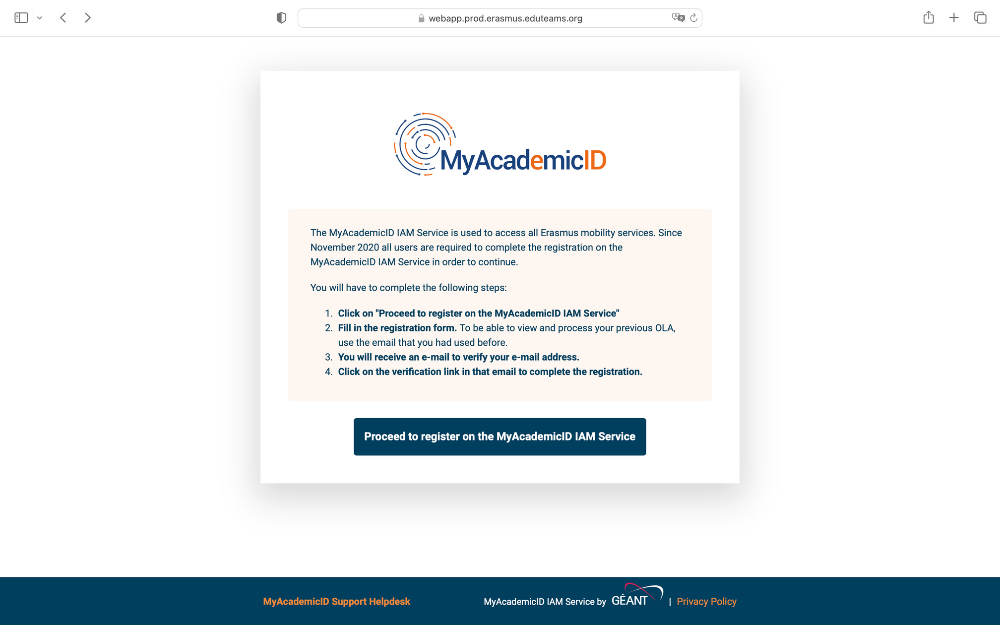 webapp.prod.erasmus.eduteams.org
MyAcademicID
The MyAcademicID IAM Service is used to access all Erasmus mobility services. Since
November 2020 all users are required to complete the registration on the
MyAcademicID IAM Service in order to continue.
You will have to complete the following steps:
1. Click on "Proceed to register on the MyAcademicID IAM Service"
2. Fill in the registration form. To be able to view and process your previous OLA,
use the email that you had used before.
3. You will receive an e-mail to verify your e-mail address.
4. Click on the verification link in that email to complete the registration.
Proceed to register on the MyAcademicID IAM Service
MyAcademicID Support Helpdesk
MyAcademicID IAM Service by GÉANT | Privacy Policy